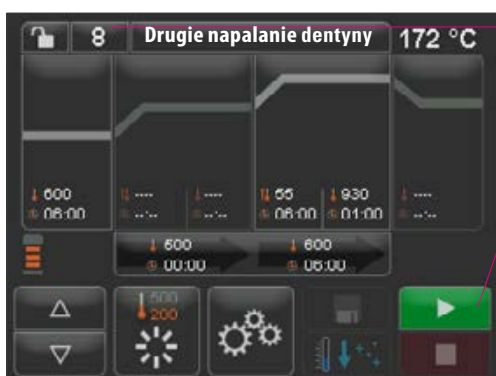 8 Drugie napalanie dentyny 172 °C
600 ---- ---- 55 930 ----
06:00 --:-- --:-- 06:00 01:00 --:--
600 600
00:00 06:00
500
200